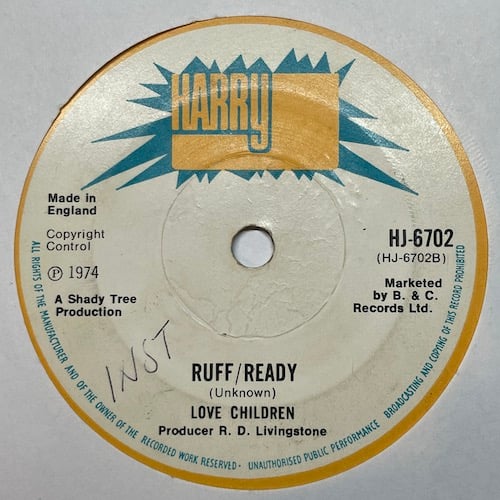 HARRY
Made in
England
Copyright
Control
℗ 1974
A Shady Tree
Production
HJ-6702
(HJ-6702B)
Marketed
by B. & C.
Records Ltd.
INST
RUFF/READY
(Unknown)
LOVE CHILDREN
Producer R. D. Livingstone
ALL RIGHTS OF THE MANUFACTURER AND OF THE OWNER OF THE RECORDED WORK RESERVED · UNAUTHORISED PUBLIC PERFORMANCE BROADCASTING AND COPYING OF THIS RECORD PROHIBITED